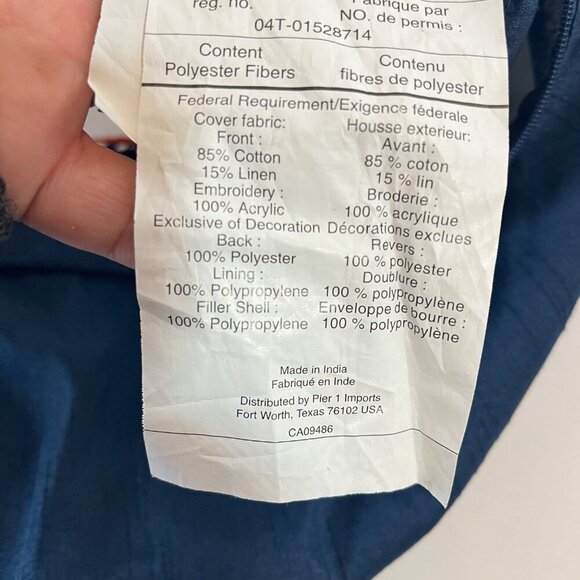 reg. no.
Fabrique par
NO. de permis :
04T-01528714
Content Contenu
Polyester Fibers fibres de polyester
Federal Requirement/Exigence féderale
Cover fabric: Housse exterieur:
Front : Avant :
85% Cotton 85 % coton
15% Linen 15 % lin
Embroidery : Broderie :
100% Acrylic 100 % acrylique
Exclusive of Decoration Décorations exclues
Back : Revers :
100% Polyester 100 % polyester
Lining : Doublure :
100% Polypropylene 100 % polypropylène
Filler Shell : Enveloppe de bourre :
100% Polypropylene 100 % polypropylène
Made in India
Fabriqué en Inde
Distributed by Pier 1 Imports
Fort Worth, Texas 76102 USA
CA09486